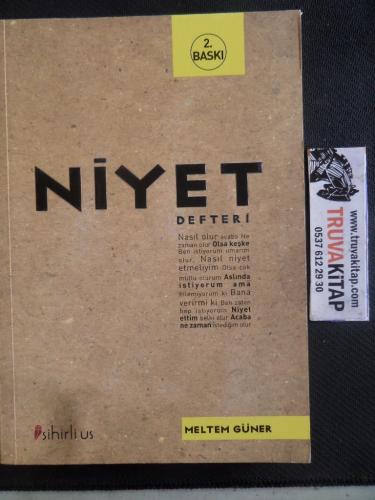 2.
BASKI
NİYET
DEFTERİ
Nasıl olur acaba Ne
zaman olur Olsa keşke
Ben istiyorum umarım
olur. Nasıl niyet
etmeliyim Olsa çok
mutlu olurum Aslında
istiyorum ama
bilemiyorum ki Bana
verirmi ki Ben zaten
hep istiyorum Niyet
ettim belki olur Acaba
ne zaman istediğim olur
sihirli us
MELTEM GÜNER
www.truvakitap.com
TRUVAKİTAP
0537 612 29 30